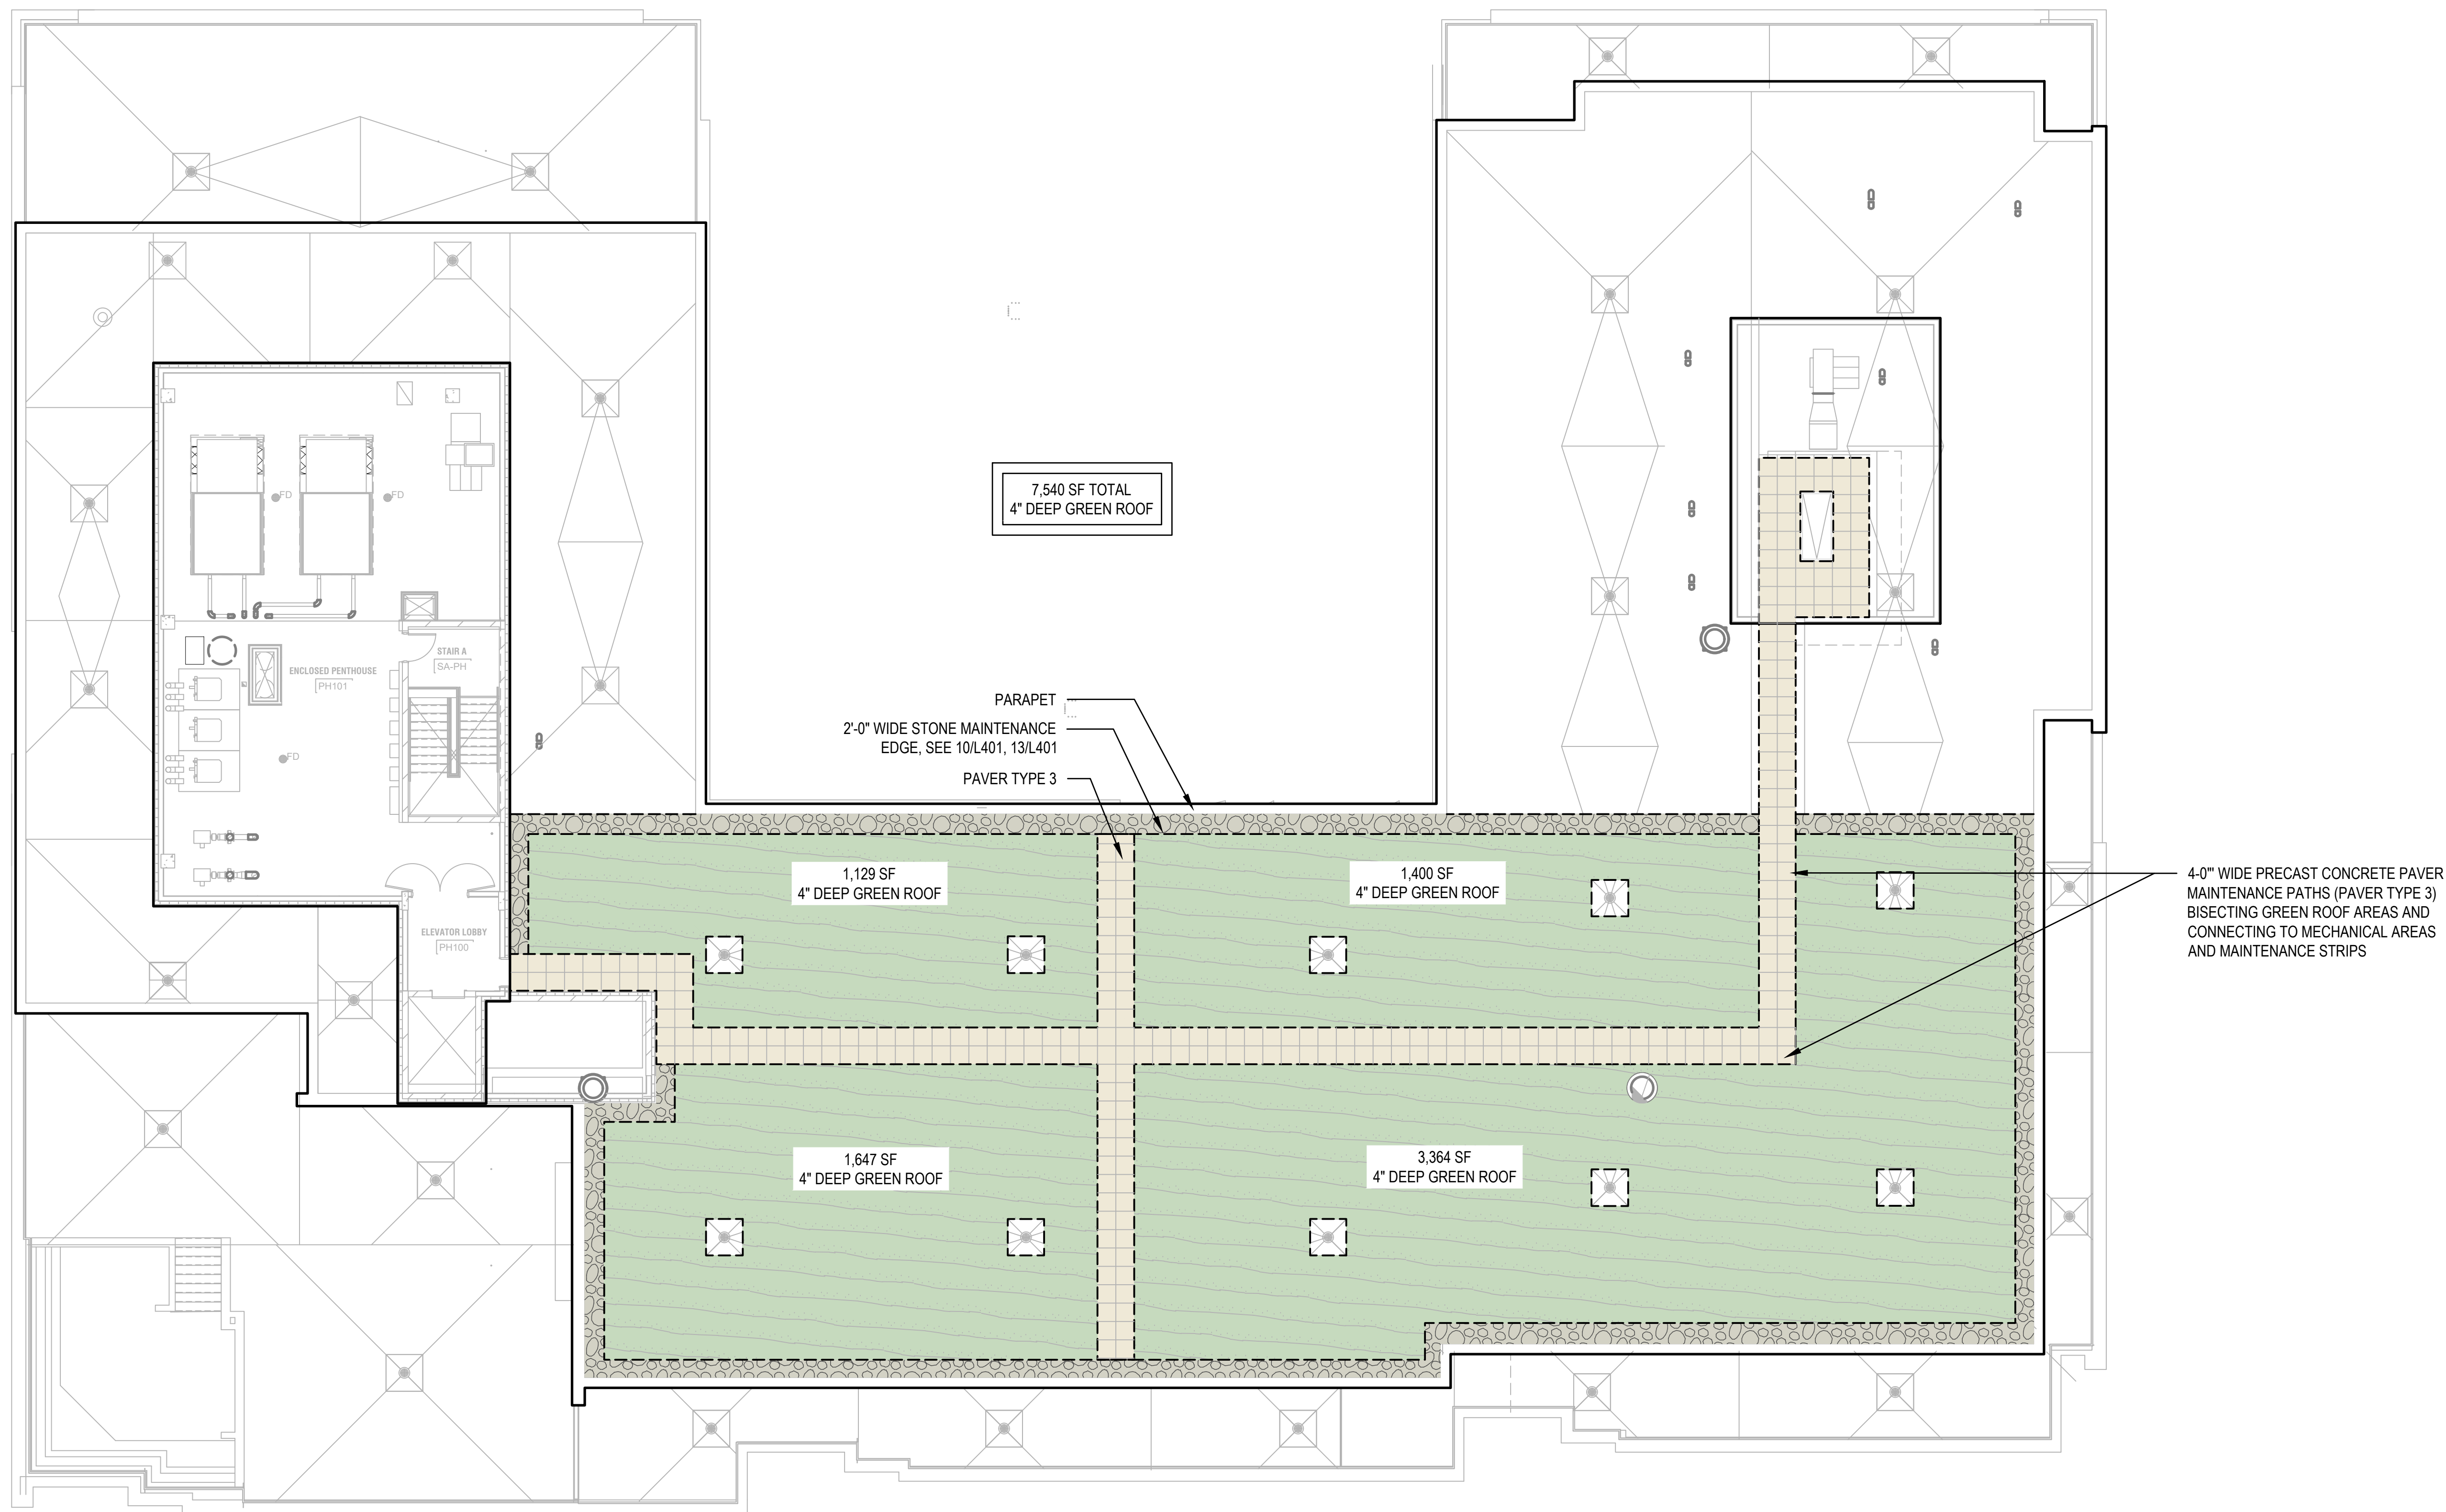 7,540 SF TOTAL
4" DEEP GREEN ROOF
FD
FD
STAIR A
SA-PH
ENCLOSED PENTHOUSE
PH101
FD
PARAPET
2'-0" WIDE STONE MAINTENANCE
EDGE, SEE 10/L401, 13/L401
PAVER TYPE 3
1,129 SF
4" DEEP GREEN ROOF
1,400 SF
4" DEEP GREEN ROOF
4-0'" WIDE PRECAST CONCRETE PAVER
MAINTENANCE PATHS (PAVER TYPE 3)
BISECTING GREEN ROOF AREAS AND
CONNECTING TO MECHANICAL AREAS
AND MAINTENANCE STRIPS
ELEVATOR LOBBY
PH100
1,647 SF
4" DEEP GREEN ROOF
3,364 SF
4" DEEP GREEN ROOF